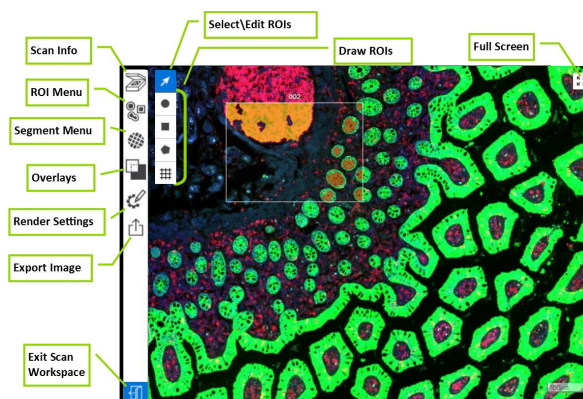 Select\Edit ROIs
Scan Info
Draw ROIs
Full Screen
ROI Menu
002
Segment Menu
Overlays
Render Settings
Export Image
Exit Scan
Workspace